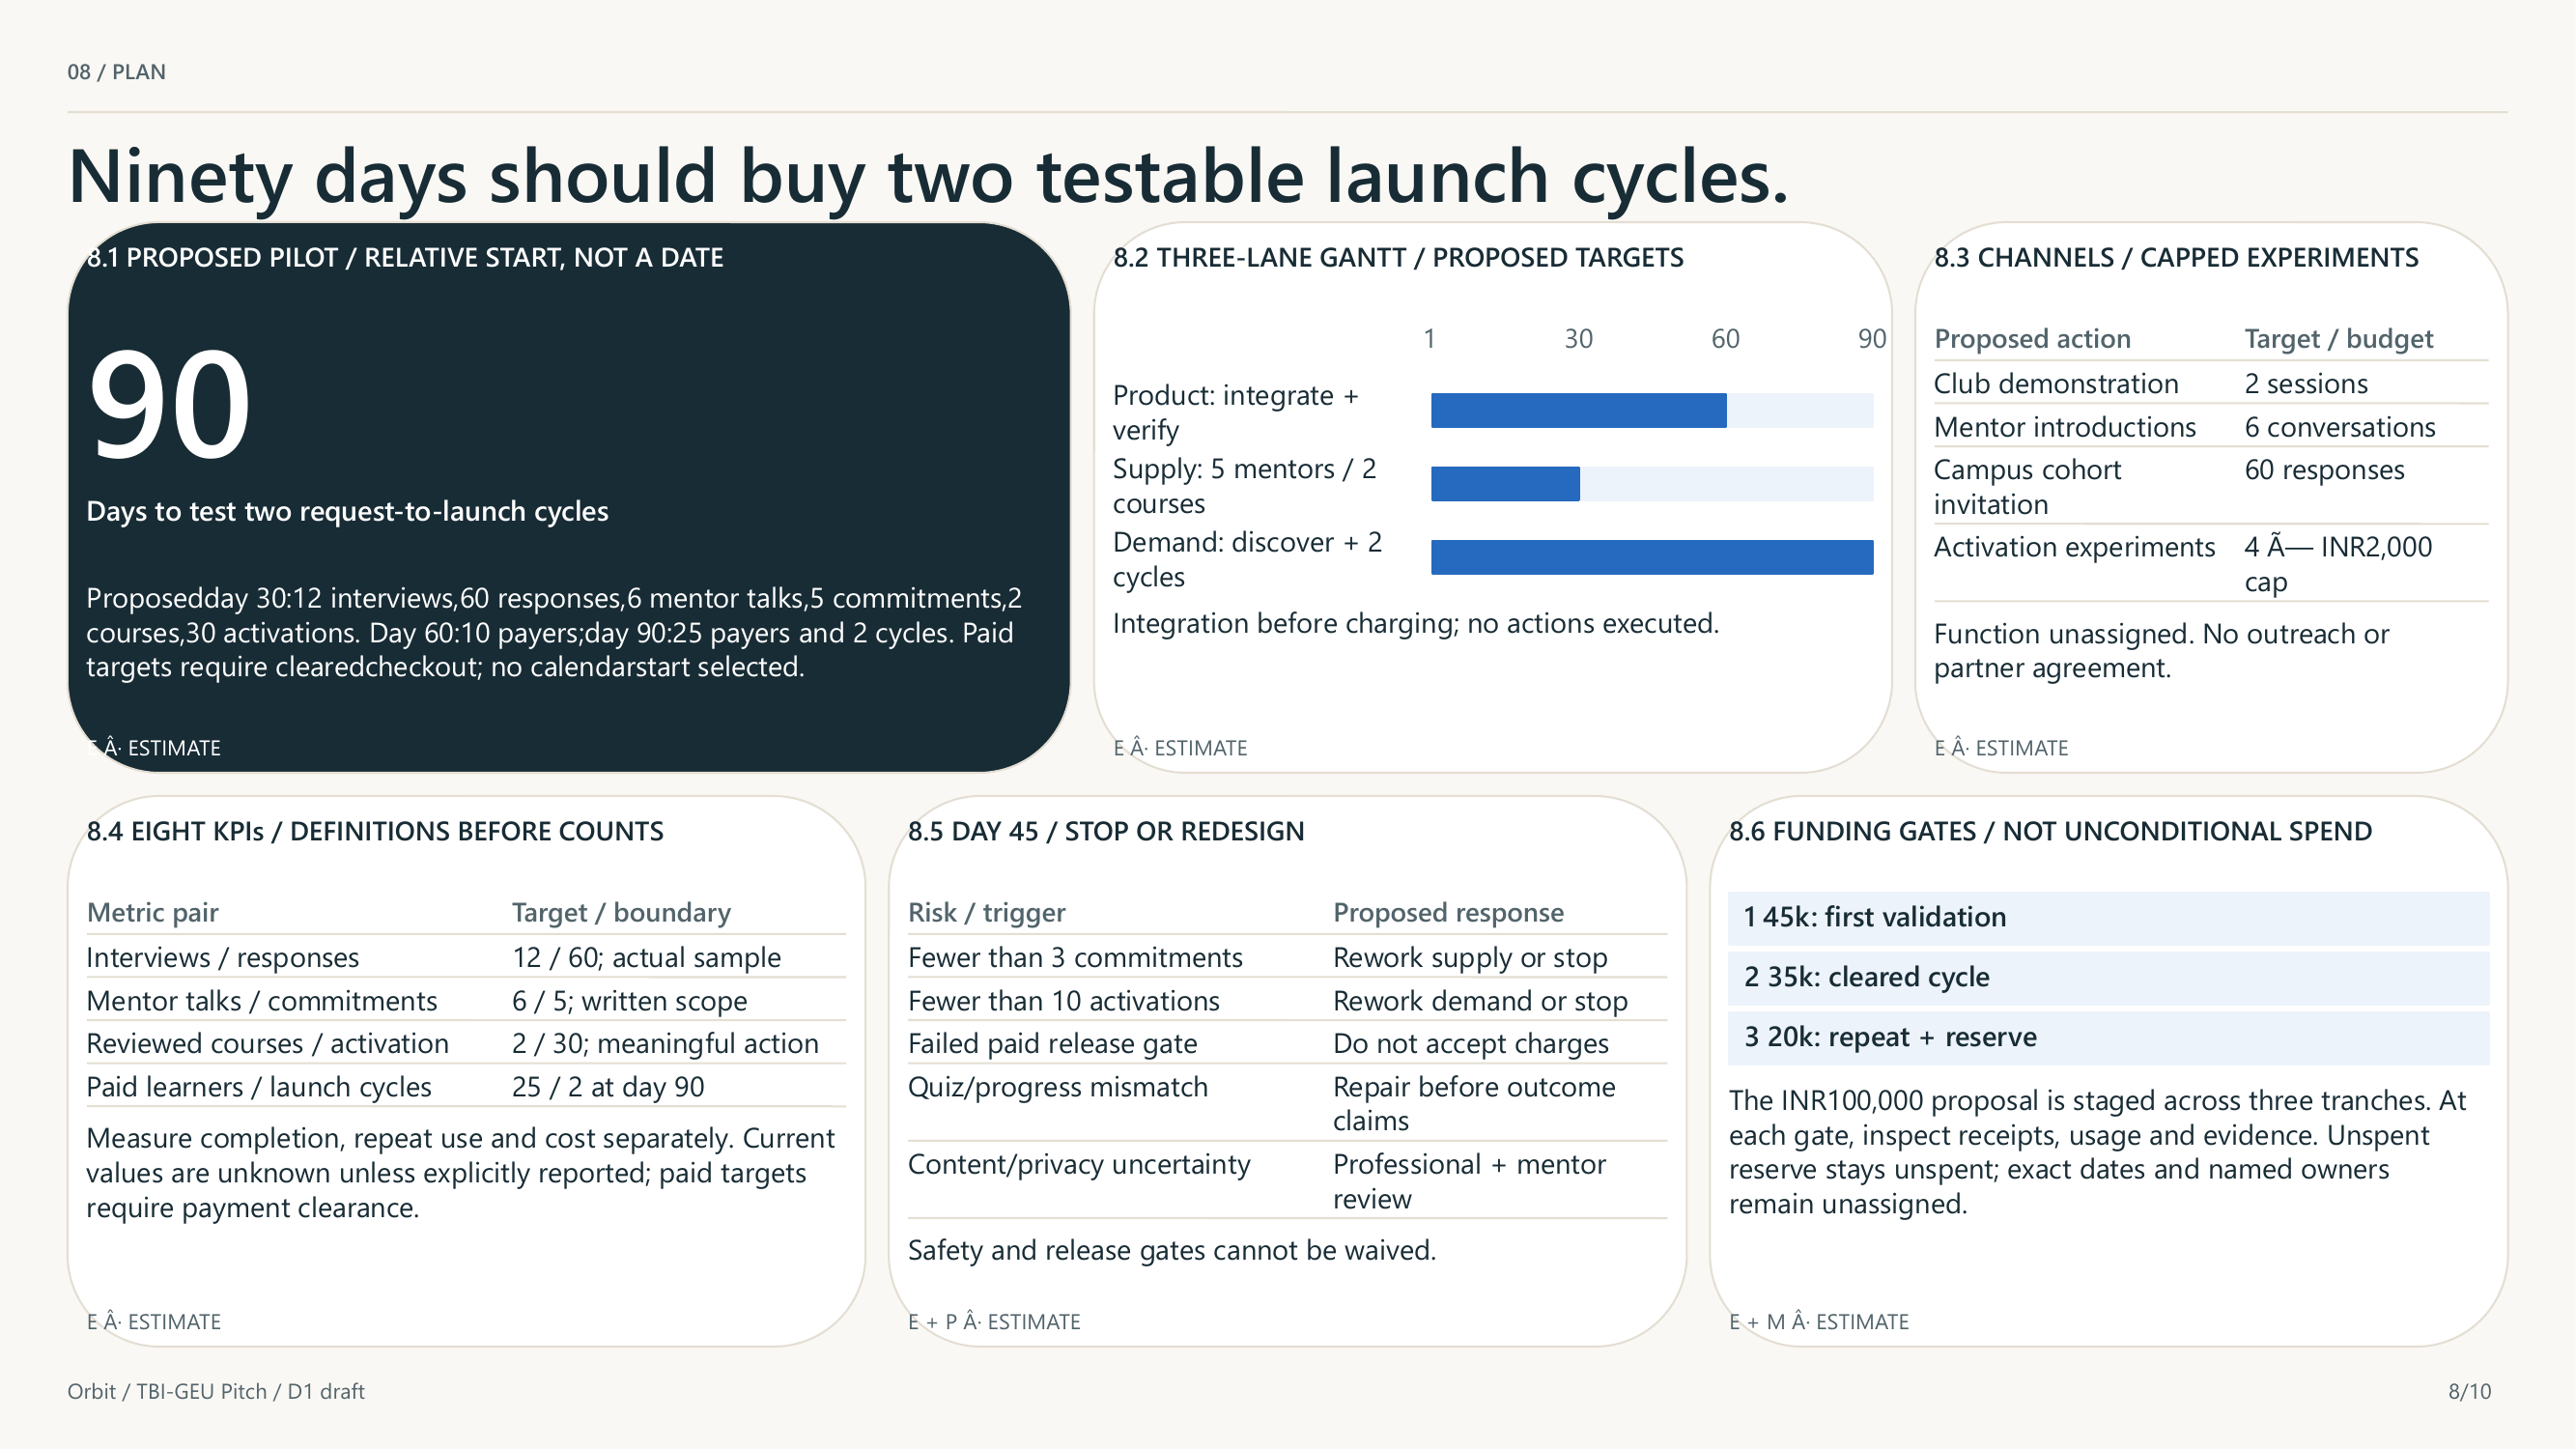 08 / PLAN
Ninety days should buy two testable launch cycles.
8.1 PROPOSED PILOT / RELATIVE START, NOT A DATE
90
Days to test two request-to-launch cycles
Proposedday 30:12 interviews,60 responses,6 mentor talks,5 commitments,2
courses,30 activations. Day 60:10 payers;day 90:25 payers and 2 cycles. Paid
targets require clearedcheckout; no calendarstart selected.
E Â· ESTIMATE
8.2 THREE-LANE GANTT / PROPOSED TARGETS
1 30 60 90
Product: integrate +
verify
Supply: 5 mentors / 2
courses
Demand: discover + 2
cycles
Integration before charging; no actions executed.
E Â· ESTIMATE
8.3 CHANNELS / CAPPED EXPERIMENTS
Proposed action Target / budget
Club demonstration 2 sessions
Mentor introductions 6 conversations
Campus cohort 60 responses
invitation
Activation experiments 4 Ã— INR2,000
cap
Function unassigned. No outreach or
partner agreement.
E Â· ESTIMATE
8.4 EIGHT KPIs / DEFINITIONS BEFORE COUNTS
Metric pair Target / boundary
Interviews / responses 12 / 60; actual sample
Mentor talks / commitments 6 / 5; written scope
Reviewed courses / activation 2 / 30; meaningful action
Paid learners / launch cycles 25 / 2 at day 90
Measure completion, repeat use and cost separately. Current
values are unknown unless explicitly reported; paid targets
require payment clearance.
E Â· ESTIMATE
8.5 DAY 45 / STOP OR REDESIGN
Risk / trigger Proposed response
Fewer than 3 commitments Rework supply or stop
Fewer than 10 activations Rework demand or stop
Failed paid release gate Do not accept charges
Quiz/progress mismatch Repair before outcome
claims
Content/privacy uncertainty Professional + mentor
review
Safety and release gates cannot be waived.
E + P Â· ESTIMATE
8.6 FUNDING GATES / NOT UNCONDITIONAL SPEND
1 45k: first validation
2 35k: cleared cycle
3 20k: repeat + reserve
The INR100,000 proposal is staged across three tranches. At
each gate, inspect receipts, usage and evidence. Unspent
reserve stays unspent; exact dates and named owners
remain unassigned.
E + M Â· ESTIMATE
Orbit / TBI-GEU Pitch / D1 draft
8/10